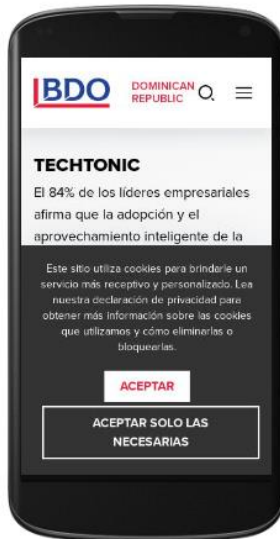 BDO
DOMINICAN
REPUBLIC
TECHTONIC
El 84% de los líderes empresariales
afirma que la adopción y el
aprovechamiento inteligente de la
Este sitio utiliza cookies para brindarle un
servicio más receptivo y personalizado. Lea
nuestra declaración de privacidad para
obtener más información sobre las cookies
que utilizamos y cómo eliminarlas o
bloquearlas.
ACEPTAR
ACEPTAR SOLO LAS
NECESARIAS